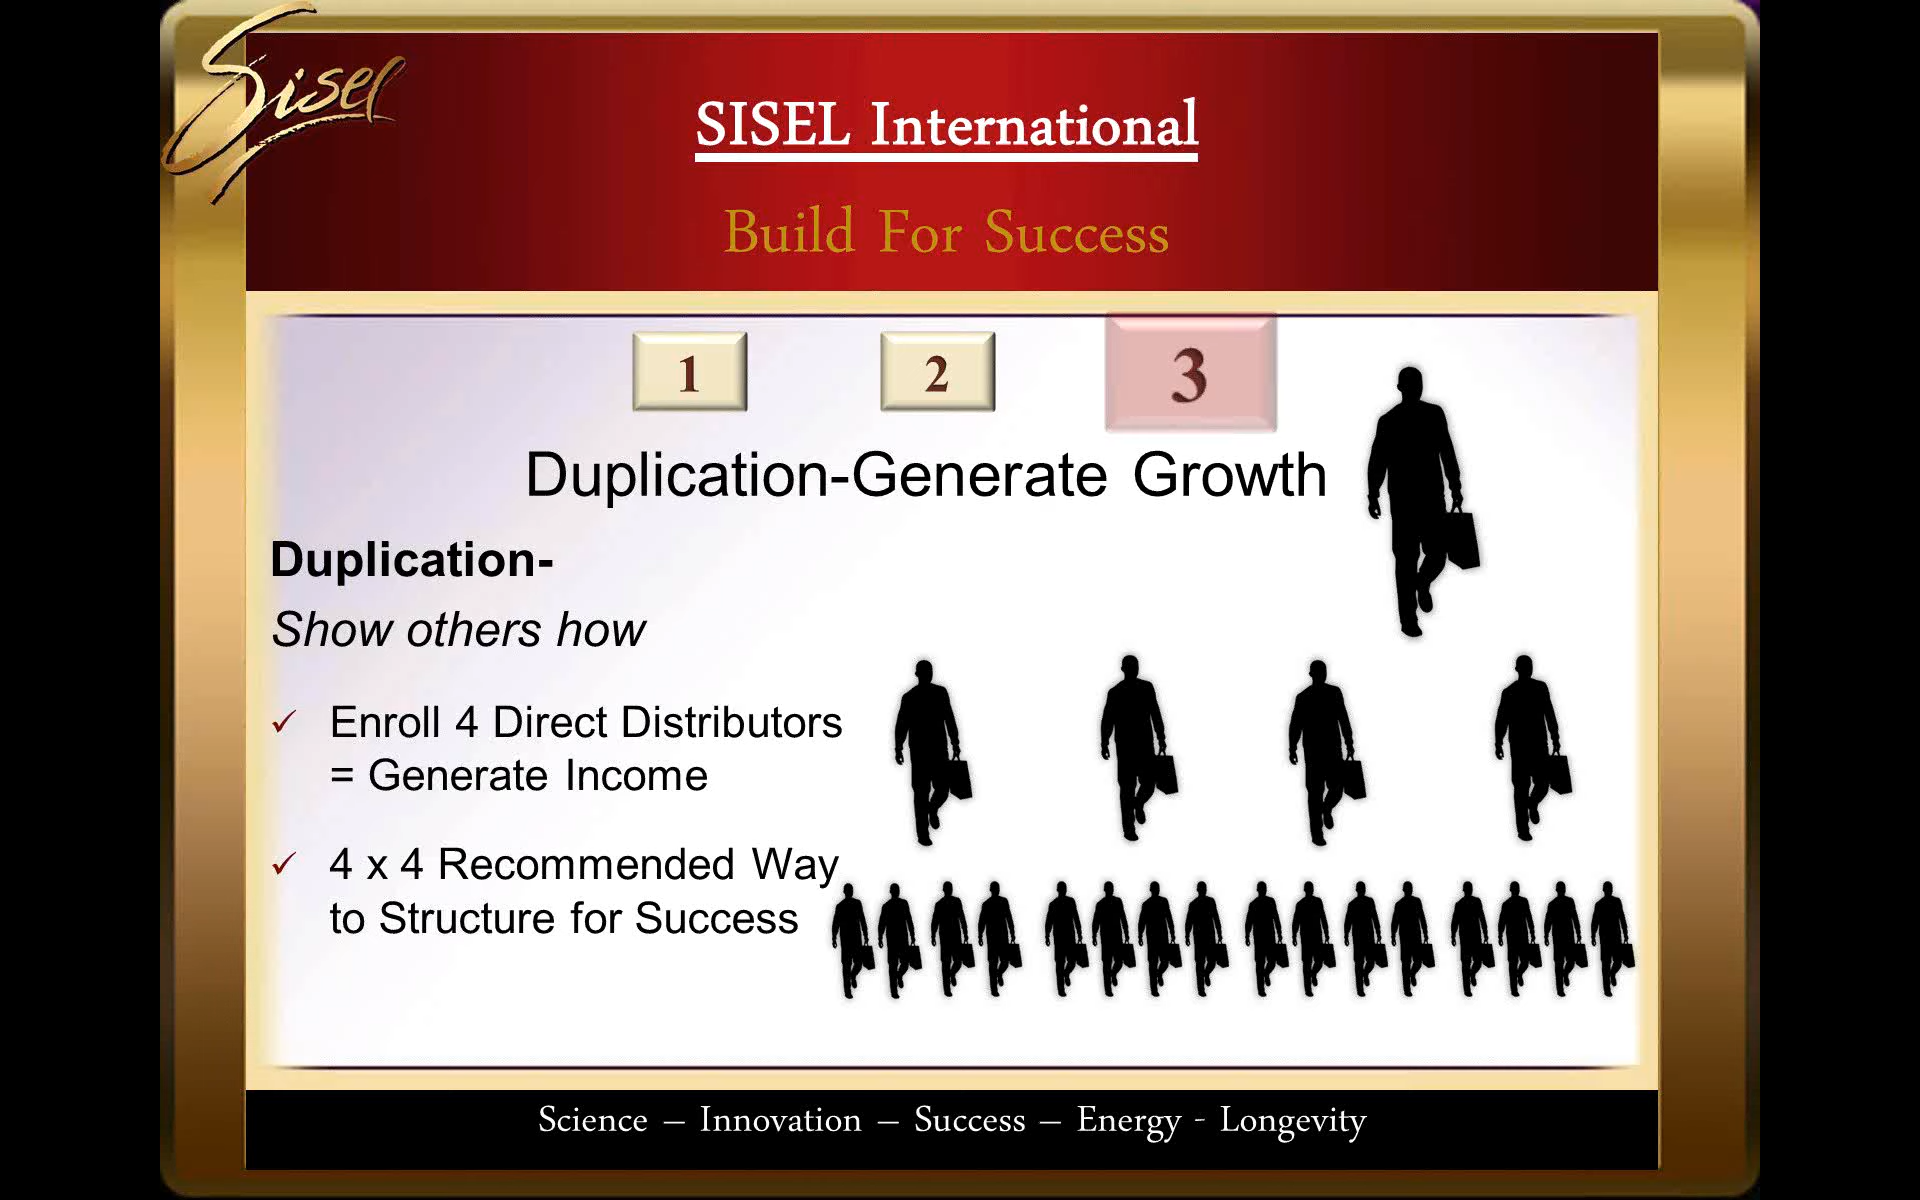 Sisel
SISEL International
Build For Success
1 2 3
Duplication-Generate Growth
Duplication-
Show others how
✓ Enroll 4 Direct Distributors
= Generate Income
✓ 4 x 4 Recommended Way
to Structure for Success
Science – Innovation – Success – Energy - Longevity